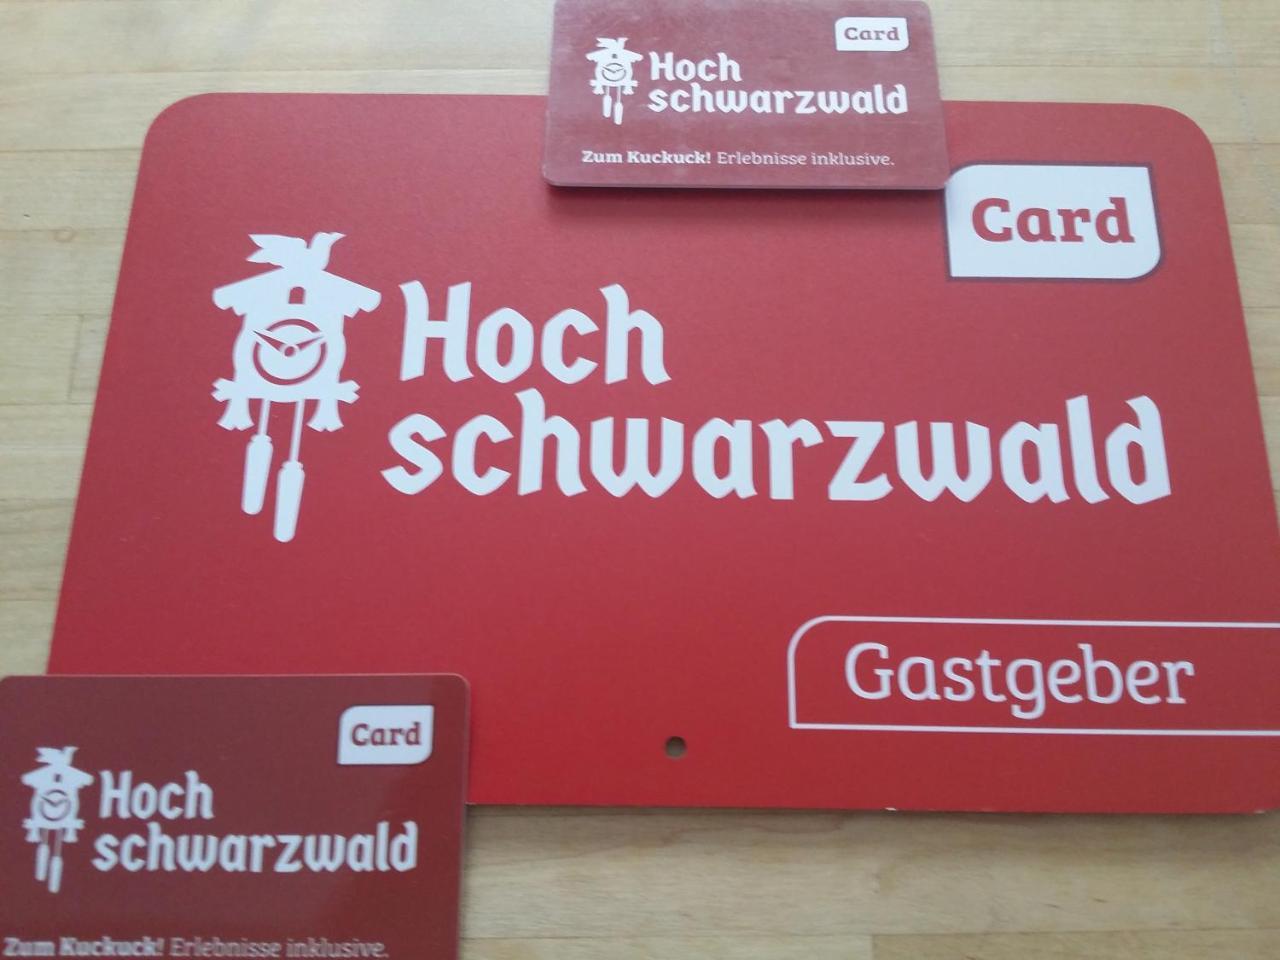 Card
Hoch
schwarzwald
Zum Kuckuck! Erlebnisse inklusive.
Card
Hoch
schwarzwald
Gastgeber
Card
Hoch
schwarzwald
Zum Kuckuck! Erlebnisse inklusive.